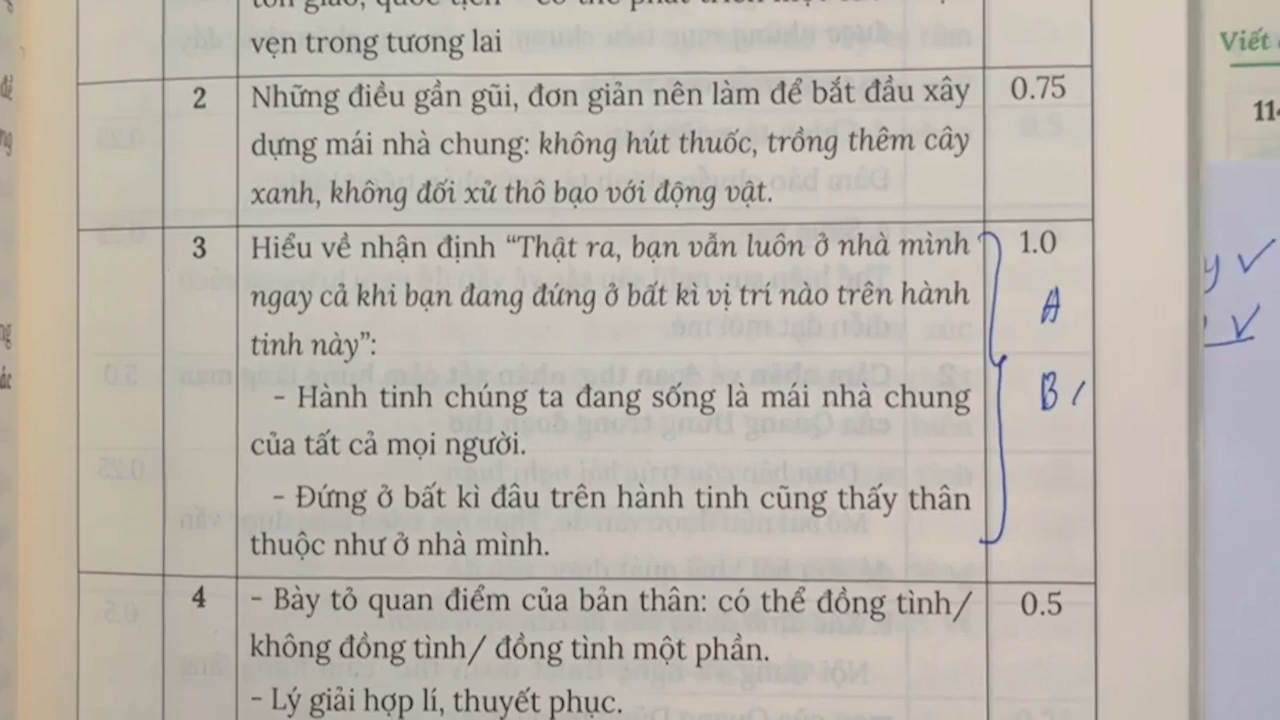 vẹn trong tương lai
2 Những điều gần gũi, đơn giản nên làm để bắt đầu xây 0.75
dựng mái nhà chung: không hút thuốc, trồng thêm cây
xanh, không đối xử thô bạo với động vật.
3 Hiểu về nhận định “Thật ra, bạn vẫn luôn ở nhà mình 1.0
ngay cả khi bạn đang đứng ở bất kì vị trí nào trên hành
tinh này”:
A
- Hành tinh chúng ta đang sống là mái nhà chung
B
của tất cả mọi người.
- Đứng ở bất kì đâu trên hành tinh cũng thấy thân
thuộc như ở nhà mình.
4 - Bày tỏ quan điểm của bản thân: có thể đồng tình/ 0.5
không đồng tình/ đồng tình một phần.
- Lý giải hợp lí, thuyết phục.
Viết